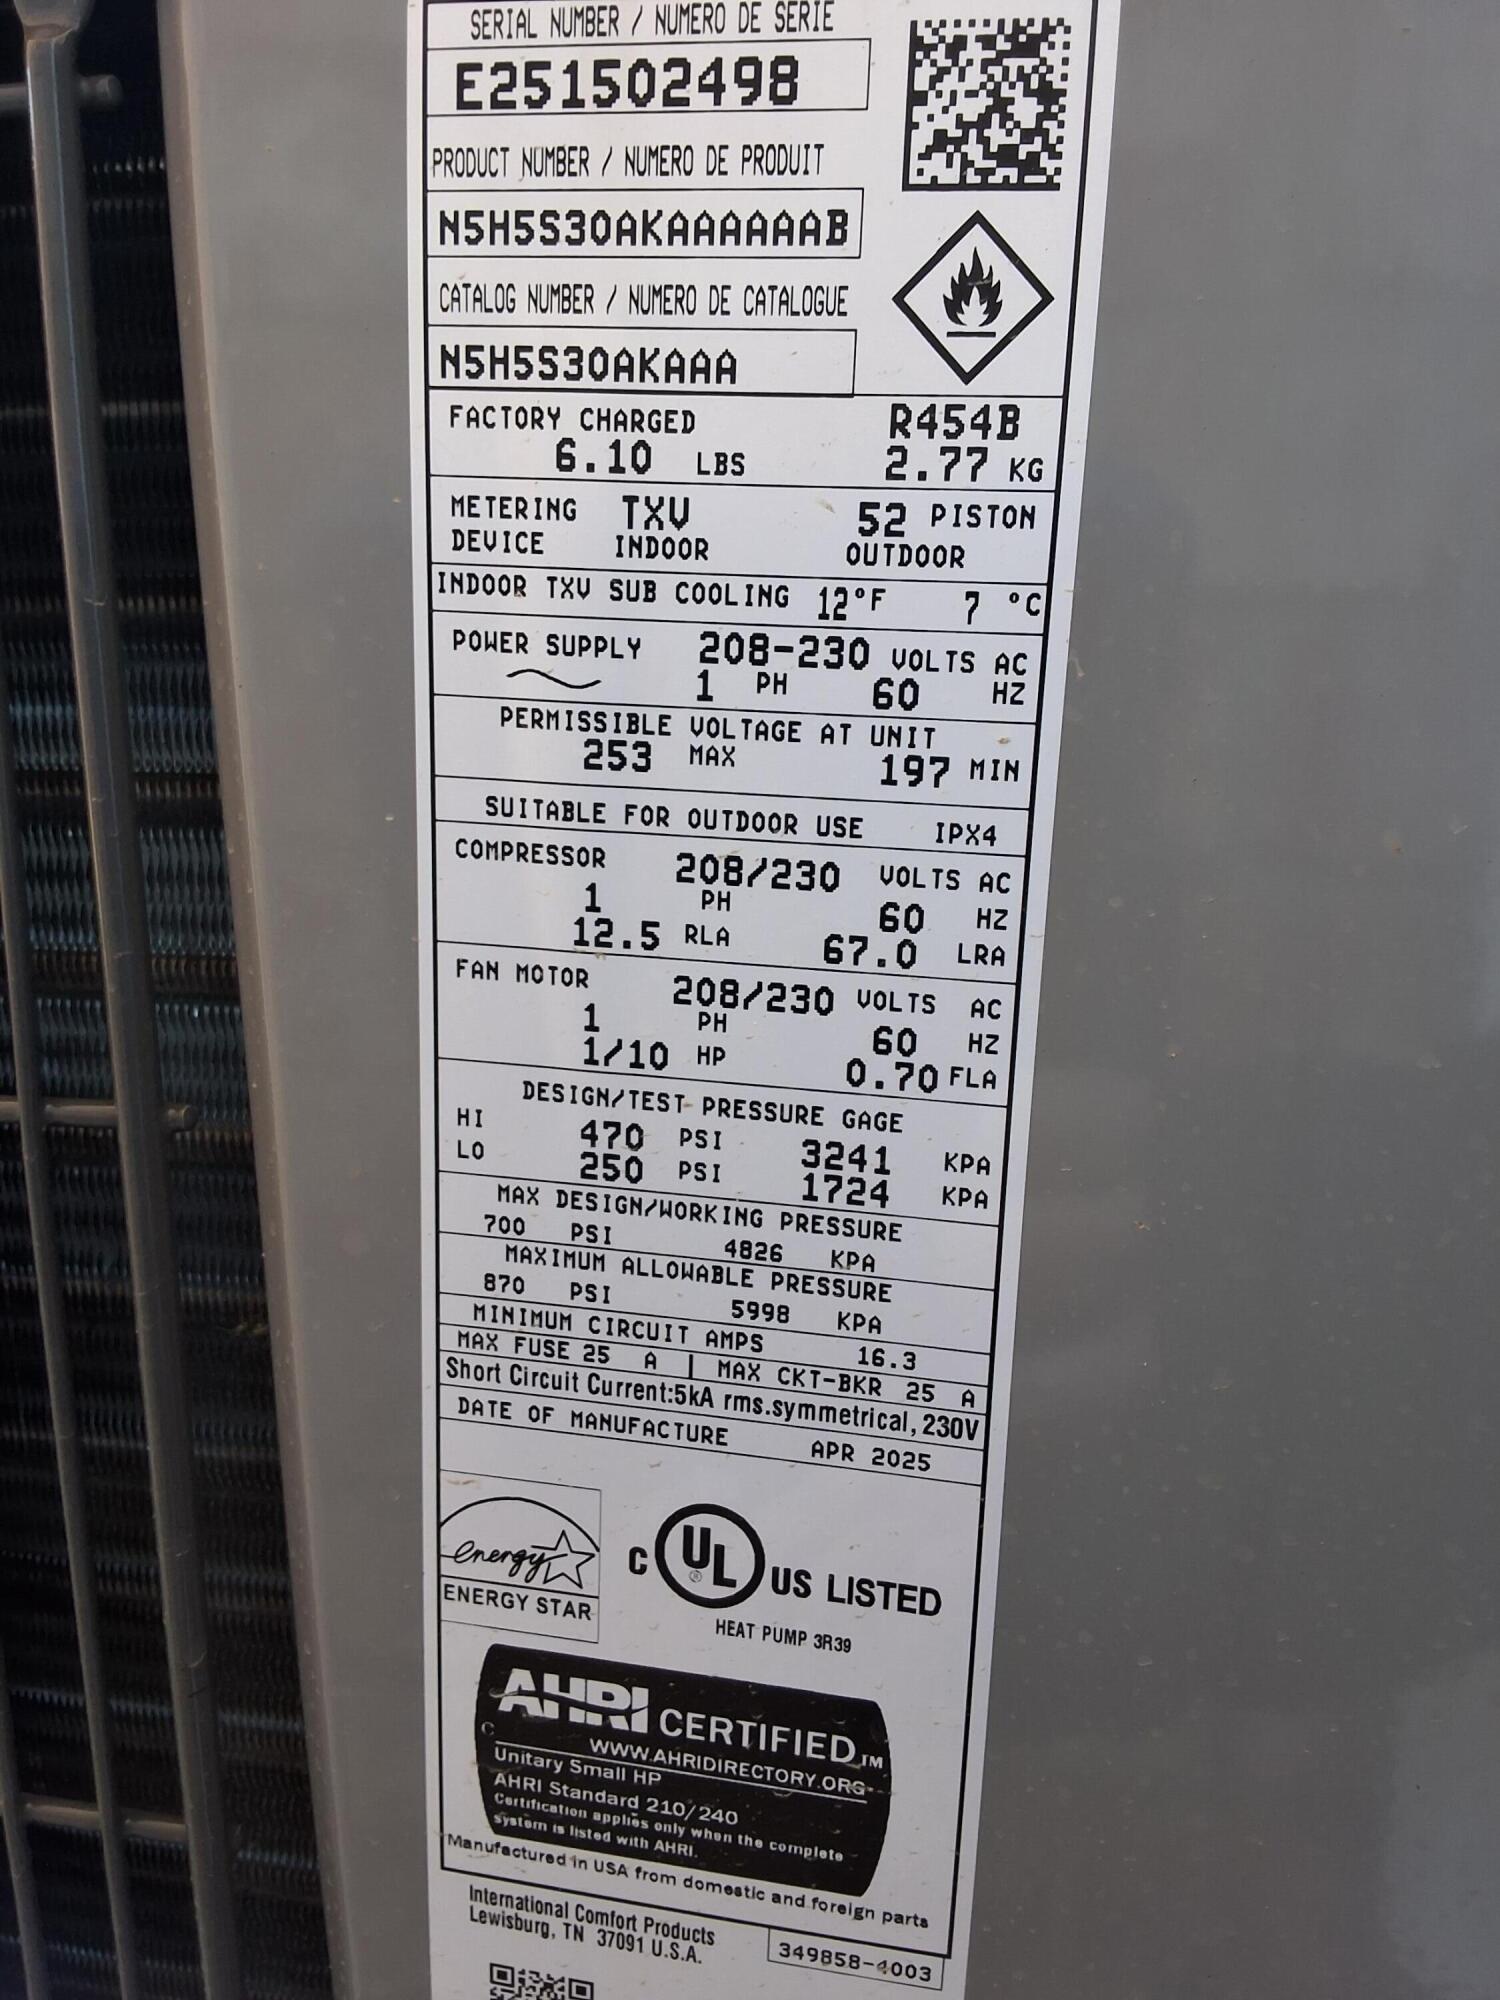 SERIAL NUMBER / NUMERO DE SERIE
E251502498
PRODUCT NUMBER / NUMERO DE PRODUIT
N5H5S30AKAAAAAAB
CATALOG NUMBER / NUMERO DE CATALOGUE
N5H5S30AKAAA
FACTORY CHARGED R454B
6.10 LBS 2.77 KG
METERING TXV 52 PISTON
DEVICE INDOOR OUTDOOR
INDOOR TXV SUB COOLING 12°F 7 °C
POWER SUPPLY 208-230 VOLTS AC
1 PH 60 HZ
PERMISSIBLE VOLTAGE AT UNIT
253 MAX 197 MIN
SUITABLE FOR OUTDOOR USE IPX4
COMPRESSOR 208/230 VOLTS AC
1 PH 60 HZ
12.5 RLA 67.0 LRA
FAN MOTOR 208/230 VOLTS AC
1 PH 60 HZ
1/10 HP 0.70 FLA
DESIGN/TEST PRESSURE GAGE
HI 470 PSI 3241 KPA
LO 250 PSI 1724 KPA
MAX DESIGN/WORKING PRESSURE
700 PSI 4826 KPA
MAXIMUM ALLOWABLE PRESSURE
870 PSI 5998 KPA
MINIMUM CIRCUIT AMPS 16.3
MAX FUSE 25 A | MAX CKT-BKR 25 A
Short Circuit Current:5kA rms.symmetrical, 230V
DATE OF MANUFACTURE APR 2025
energy
ENERGY STAR
C UL ® US LISTED
HEAT PUMP 3R39
AHRI CERTIFIED TM
C
WWW.AHRIDIRECTORY.ORG
Unitary Small HP
AHRI Standard 210/240
Certification applies only when the complete
system is listed with AHRI.
Manufactured in USA from domestic and foreign parts
International Comfort Products
Lewisburg, TN 37091 U.S.A.
349858-4003